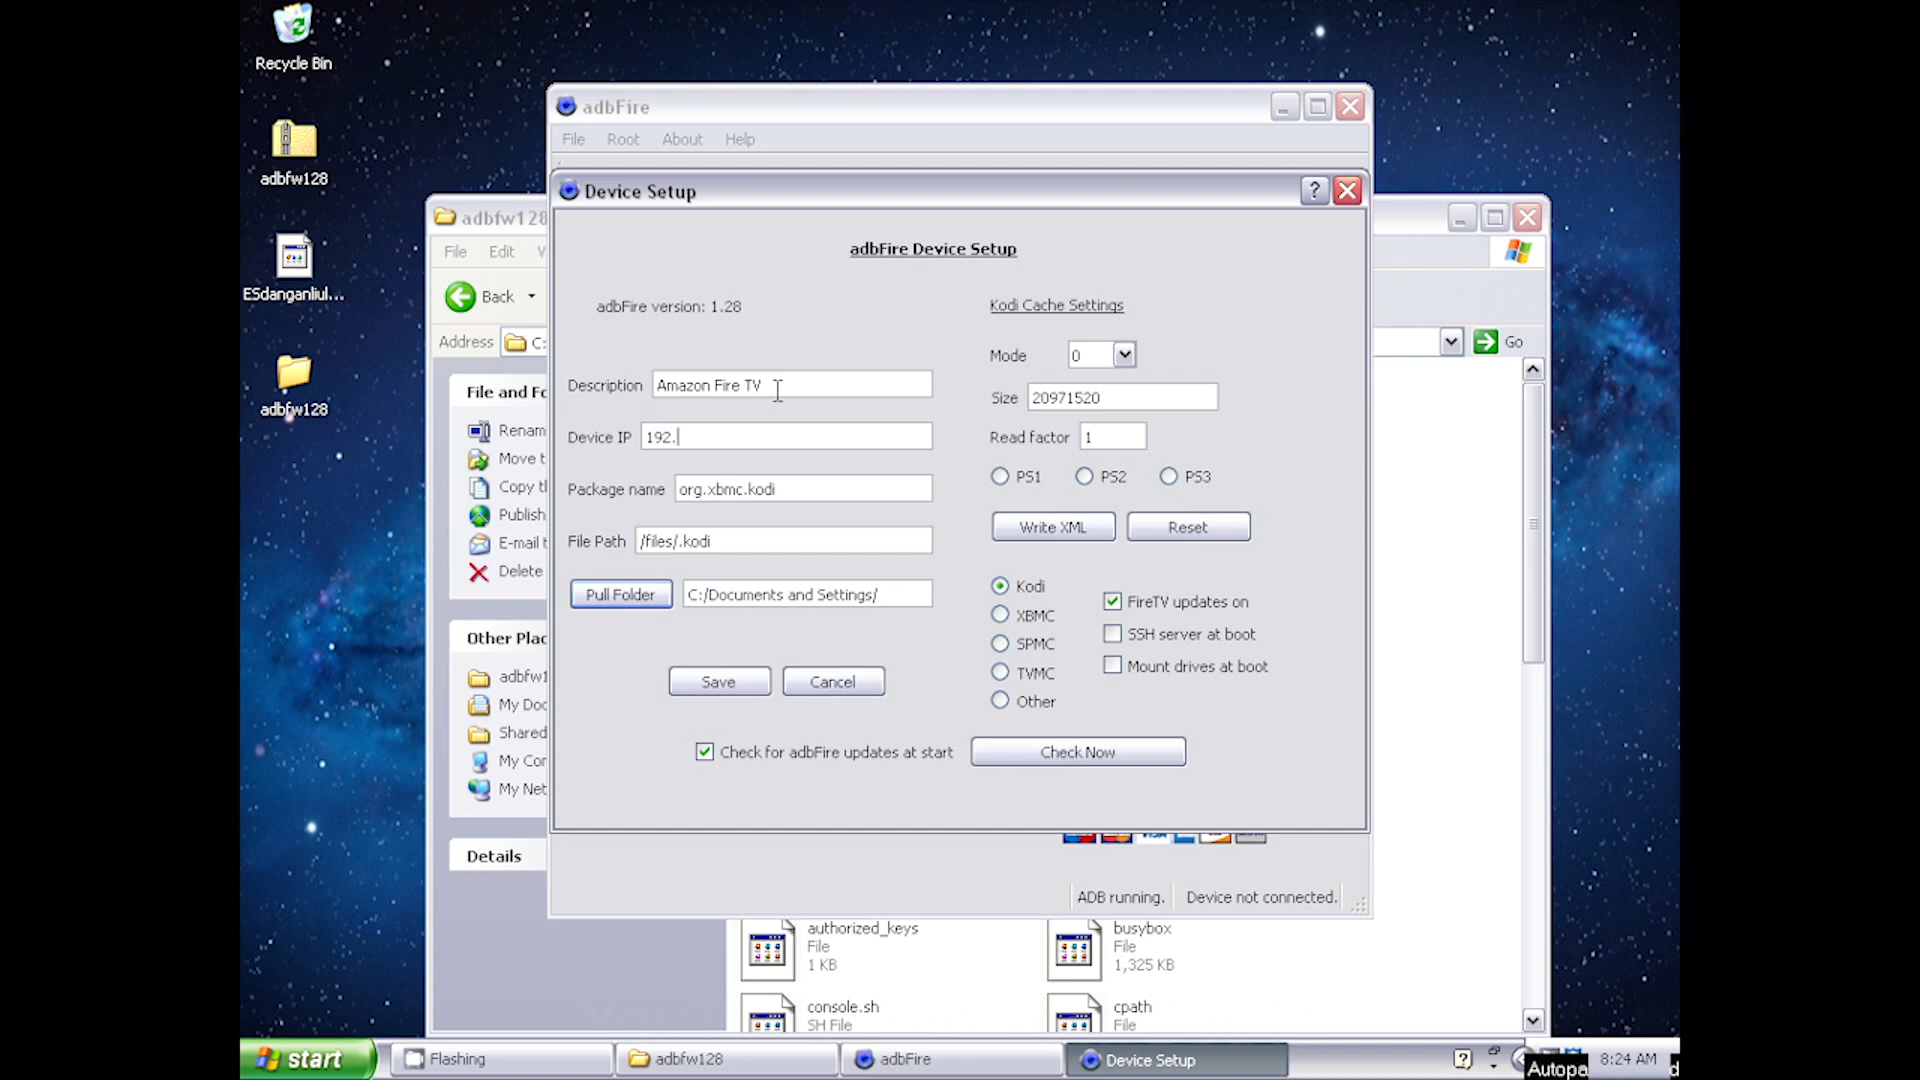 Recycle Bin
adbfw128
ESdanganliul...
adbfw128
adbFire
File Root About Help
adbfw128
File Edit
Back
Address
Go
Device Setup
adbFire Device Setup
adbFire version: 1.28
Description Amazon Fire TV
Device IP 192.
Package name org.xbmc.kodi
File Path /files/.kodi
Pull Folder C:/Documents and Settings/
Save Cancel
Check for adbFire updates at start Check Now
Kodi Cache Settings
Mode 0
Size 20971520
Read factor 1
PS1 PS2 PS3
Write XML Reset
Kodi
XBMC
SPMC
TVMC
Other
FireTV updates on
SSH server at boot
Mount drives at boot
File and Fo
Renam
Move t
Copy th
Publish
E-mail t
Delete
Other Plac
adbfw1
My Doc
Shared
My Con
My Net
Details
ADB running. Device not connected.
authorized_keys
File
1 KB
busybox
File
1,325 KB
console.sh
SH File
cpath
File
start Flashing adbfw128 adbFire Device Setup 8:24 AM
Autopa